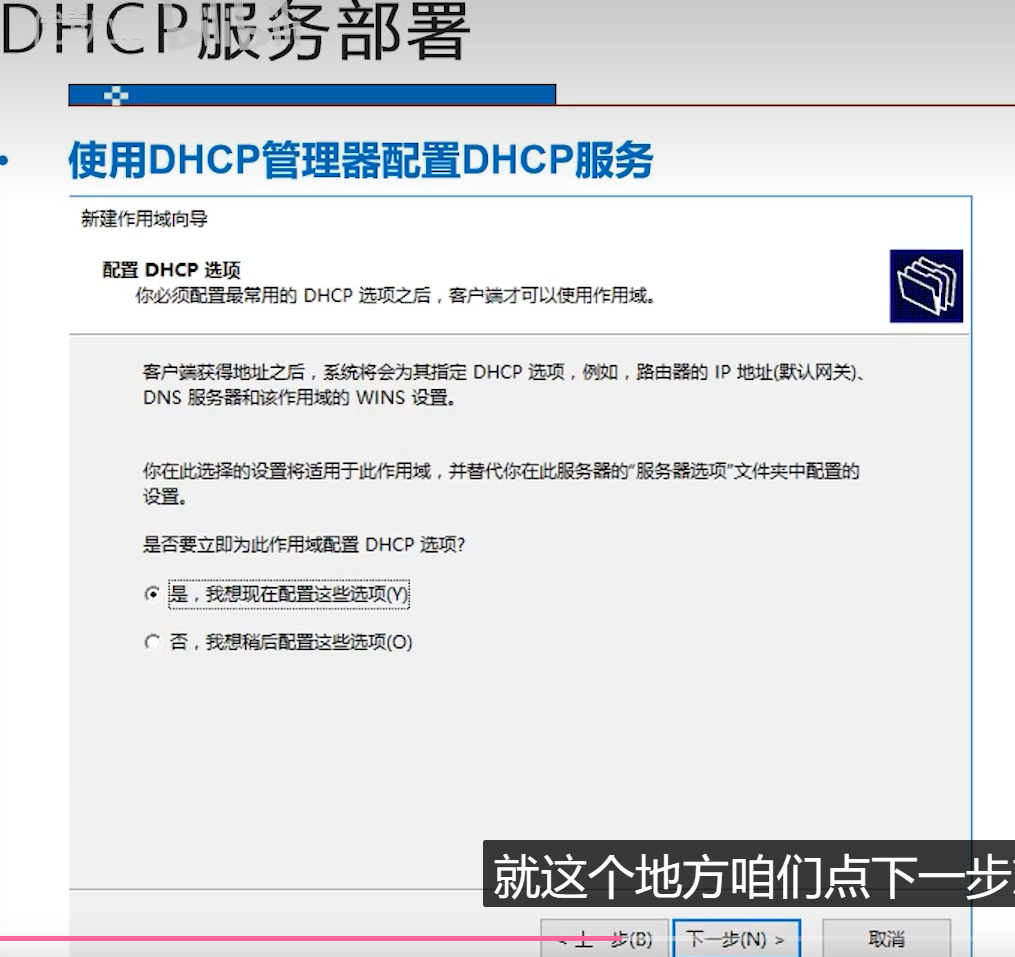 DHCP服务部署
使用DHCP管理器配置DHCP服务
新建作用域向导
配置 DHCP 选项
你必须配置最常用的 DHCP 选项之后，客户端才可以使用作用域。
客户端获得地址之后，系统将会为其指定 DHCP 选项，例如，路由器的 IP 地址(默认网关)、
DNS 服务器和该作用域的 WINS 设置。
你在此选择的设置将适用于此作用域，并替代你在此服务器的“服务器选项”文件夹中配置的
设置。
是否要立即为此作用域配置 DHCP 选项?
是，我想现在配置这些选项(Y)
否，我想稍后配置这些选项(O)
就这个地方咱们点下一步
< 上一步(B)
下一步(N) >
取消